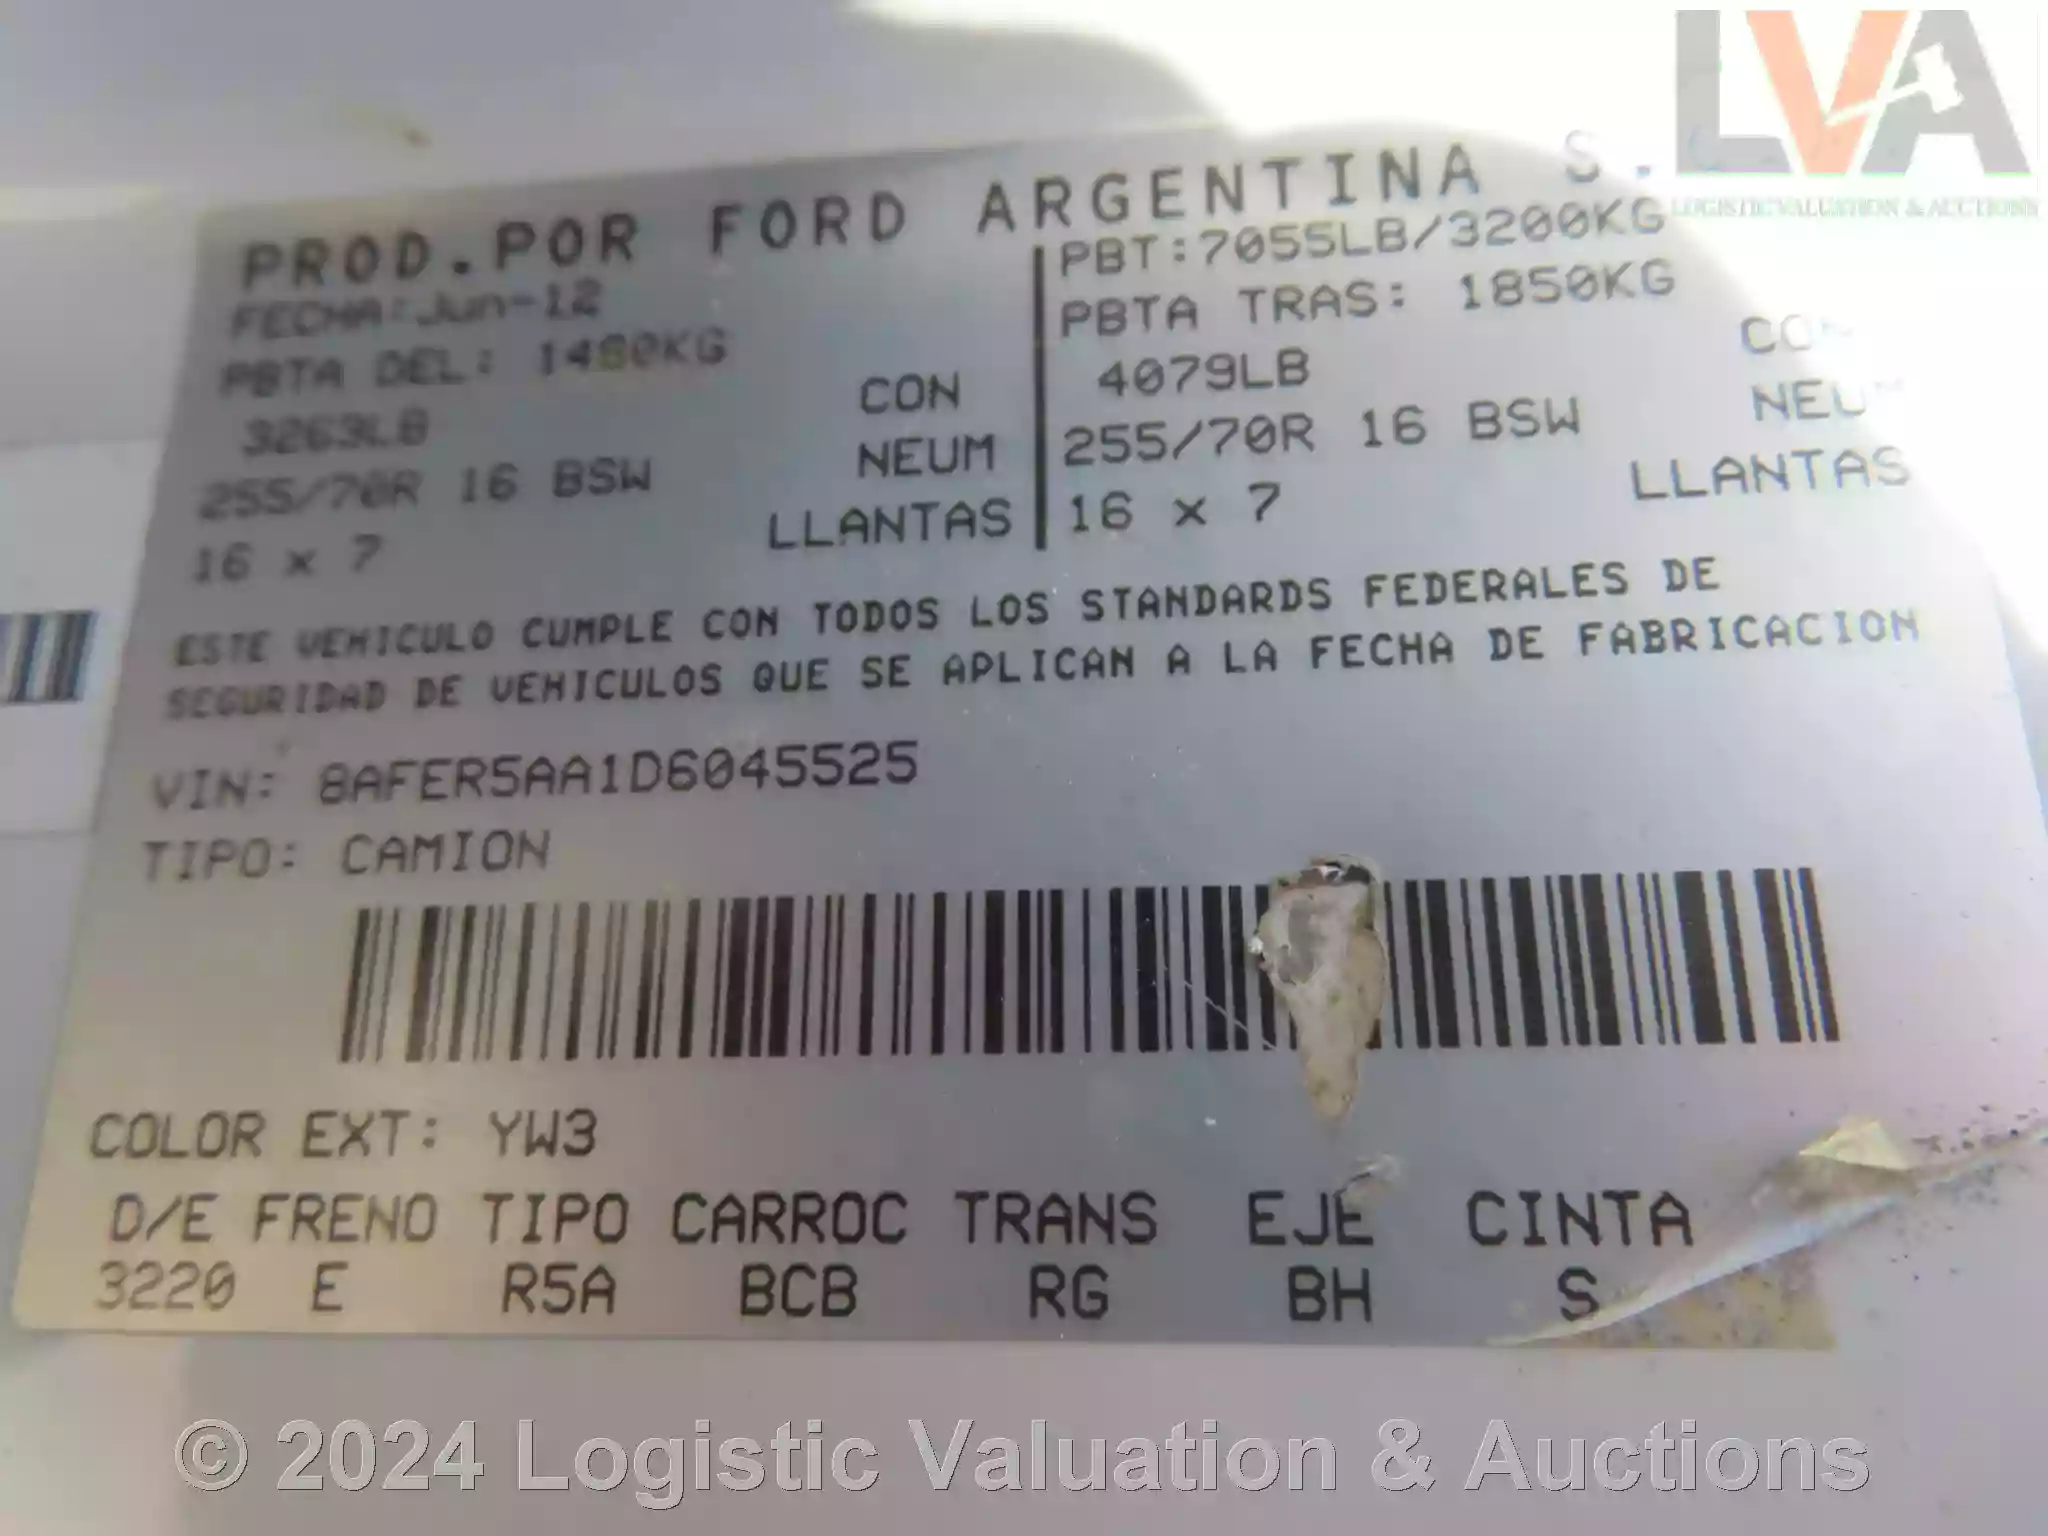 LVA
LOGISTIC VALUATION & AUCTIONS
PROD.POR FORD ARGENTINA S.
FECHA:Jun-12
PBTA DEL: 1480KG
3263LB CON
255/70R 16 BSW NEUM
16 x 7 LLANTAS
PBT:7055LB/3200KG
PBTA TRAS: 1850KG
4079LB
255/70R 16 BSW
16 x 7 LLANTAS
ESTE VEHICULO CUMPLE CON TODOS LOS STANDARDS FEDERALES DE
SEGURIDAD DE VEHICULOS QUE SE APLICAN A LA FECHA DE FABRICACION
VIN: 8AFER5AA1D6045525
TIPO: CAMION
COLOR EXT: YW3
D/E FRENO TIPO CARROC TRANS EJE CINTA
3220 E R5A BCB RG BH S
© 2024 Logistic Valuation & Auctions